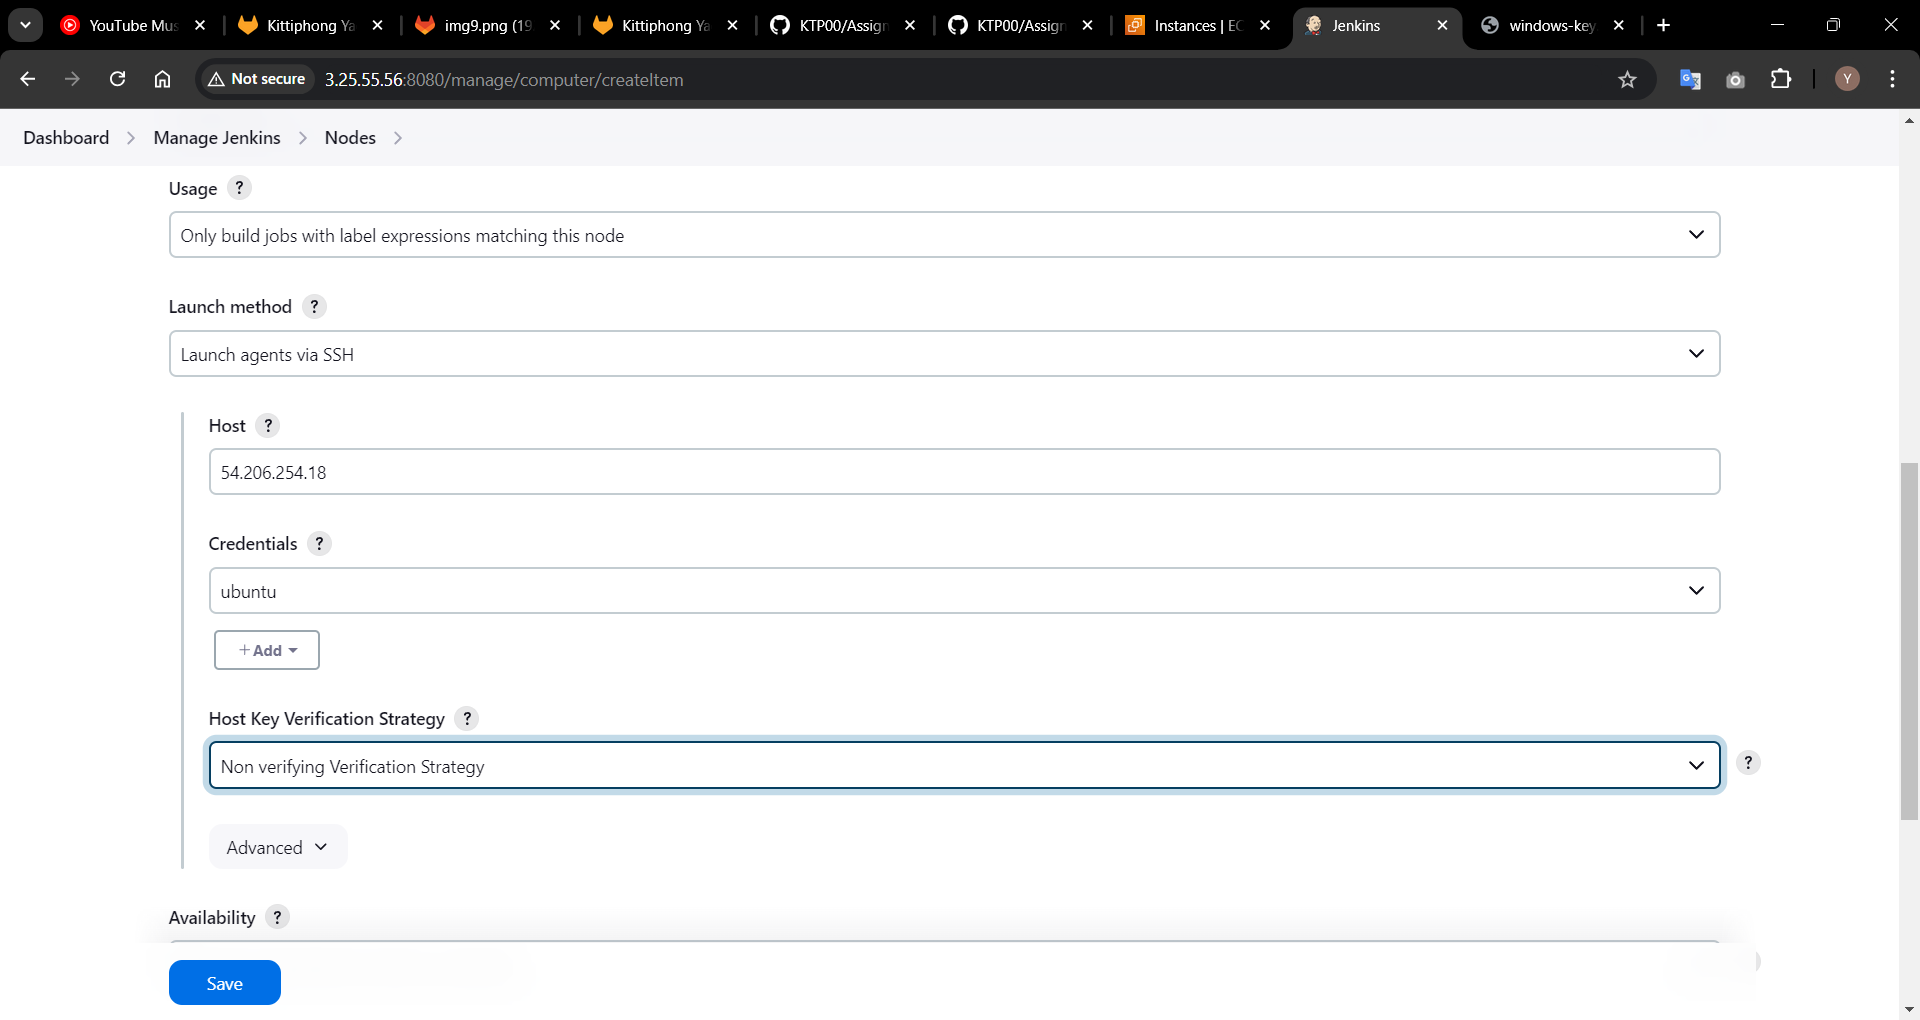 YouTube Mus
Kittiphong Ya
img9.png (19
Kittiphong Ya
KTP00/Assign
KTP00/Assign
Instances | EC
Jenkins
windows-key
Not secure
3.25.55.56:8080/manage/computer/createItem
Y
Dashboard
Manage Jenkins
Nodes
Usage ?
Only build jobs with label expressions matching this node
Launch method ?
Launch agents via SSH
Host ?
54.206.254.18
Credentials ?
ubuntu
+ Add
Host Key Verification Strategy ?
Non verifying Verification Strategy
?
Advanced
Availability ?
Save